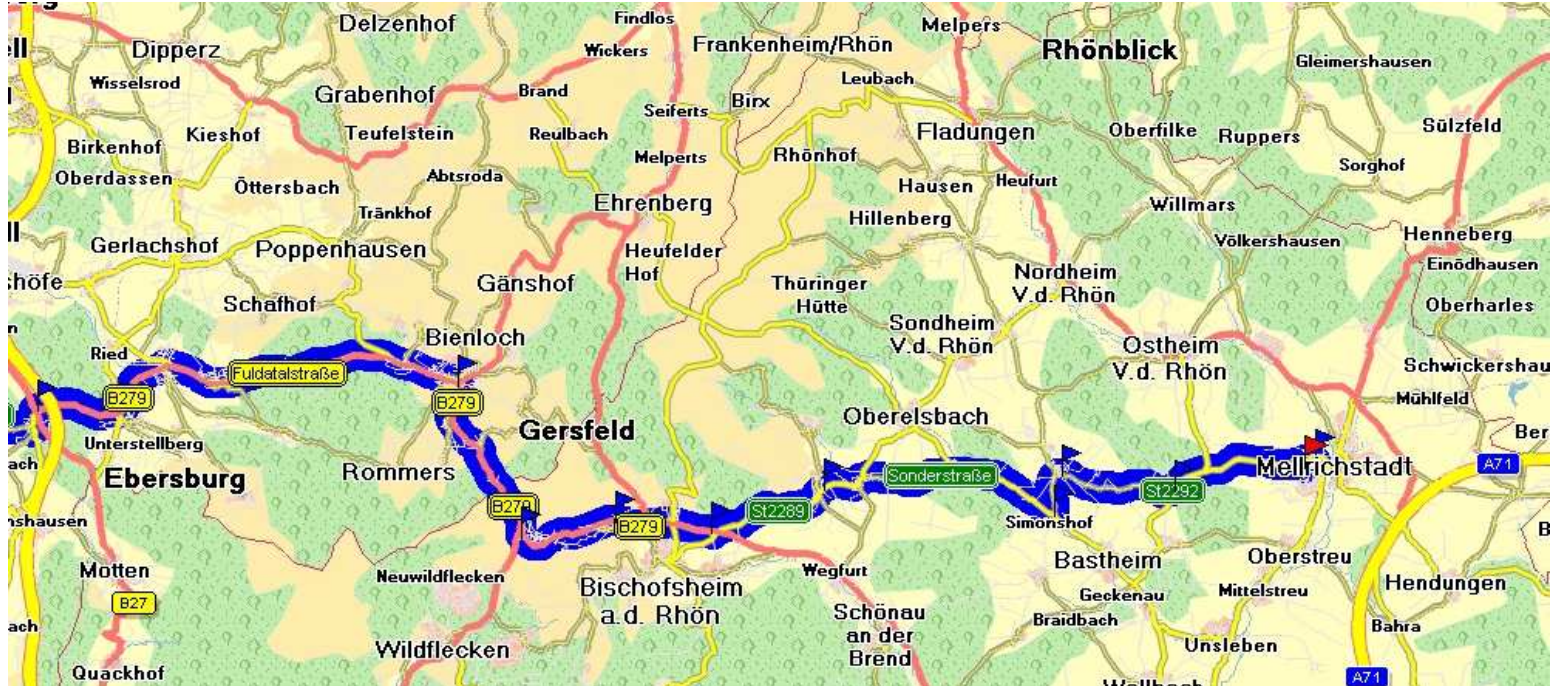 Dipperz
Delzenhof
Findlos
Wickers
Frankenheim/Rhön
Melpers
Rhönblick
Gleimershausen
Wisselsrod
Grabenhof
Brand
Leubach
Birx
Seiferts
Kieshof
Teufelstein
Reulbach
Fladungen
Oberfilke
Ruppers
Sülzfeld
Birkenhof
Melperts
Rhönhof
Sorghof
Oberdassen
Öttersbach
Abtsroda
Hausen
Heufurt
Tränkhof
Ehrenberg
Hillenberg
Willmars
Gerlachshof
Poppenhausen
Heufelder
Hof
Völkershausen
Henneberg
Einödhausen
Gänshof
Thüringer
Hütte
Nordheim
V.d. Rhön
Schafhof
Oberharles
Bienloch
Sondheim
V.d. Rhön
Ostheim
V.d. Rhön
Ried
Fuldatalstraße
Schwickershau
B279
B279
Mühlfeld
Oberelsbach
Gersfeld
Unterstellberg
Ber
Ebersburg
Rommers
Sonderstraße
Mellrichstadt
A71
St2292
B279
B279
St2289
Simonshof
nshausen
Motten
Neuwildflecken
Bischofsheim
a.d. Rhön
Wegfurt
Bastheim
Oberstreu
Hendungen
B27
Geckenau
Mittelstreu
Schönau
an der
Brend
Braidbach
Bahra
Wildflecken
Unsleben
Quackhof
A71